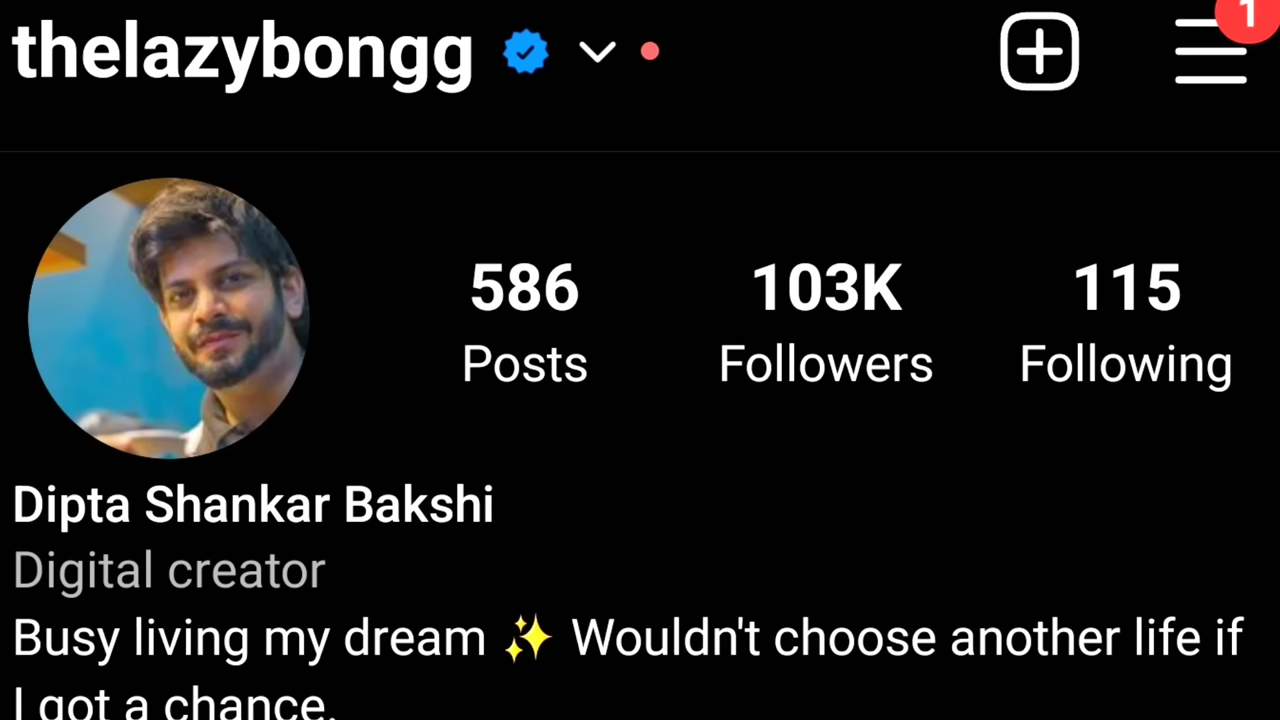 thelazybongg
1
586 103K 115
Posts Followers Following
Dipta Shankar Bakshi
Digital creator
Busy living my dream ✨ Wouldn't choose another life if
I got a chance.